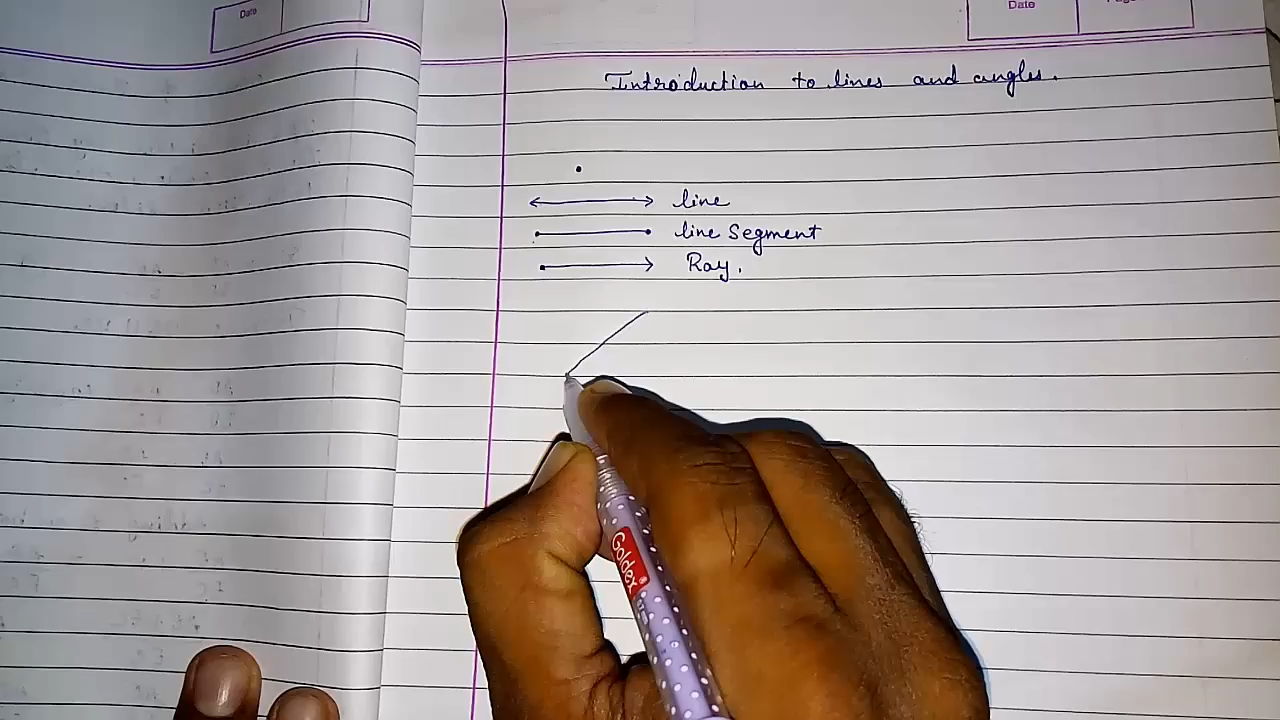 Date
Date
Introduction to lines and angles.
line
line Segment
Ray.
Goldex